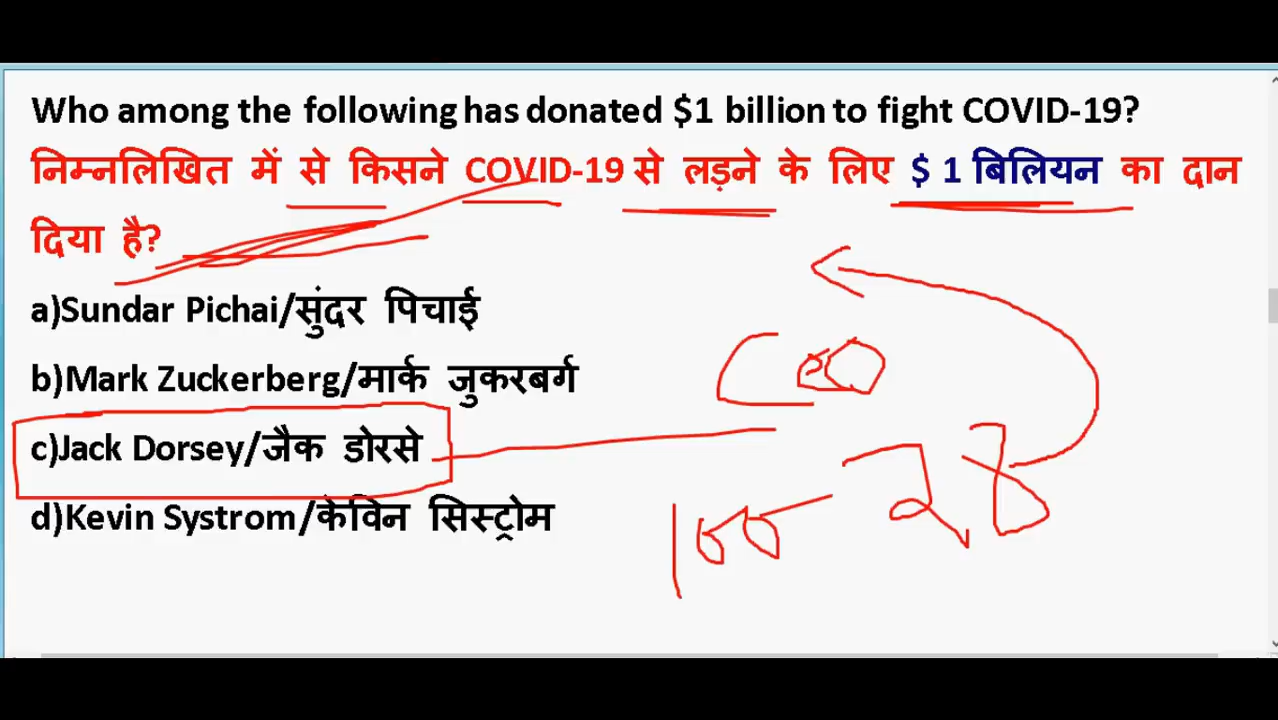 Who among the following has donated $1 billion to fight COVID-19?
निम्नलिखित में से किसने COVID-19 से लड़ने के लिए $ 1 बिलियन का दान
दिया है?
a)Sundar Pichai/सुंदर पिचाई
b)Mark Zuckerberg/मार्क जुकरबर्ग
c)Jack Dorsey/जैक डोरसे
d)Kevin Systrom/केविन सिस्ट्रोम
100 28